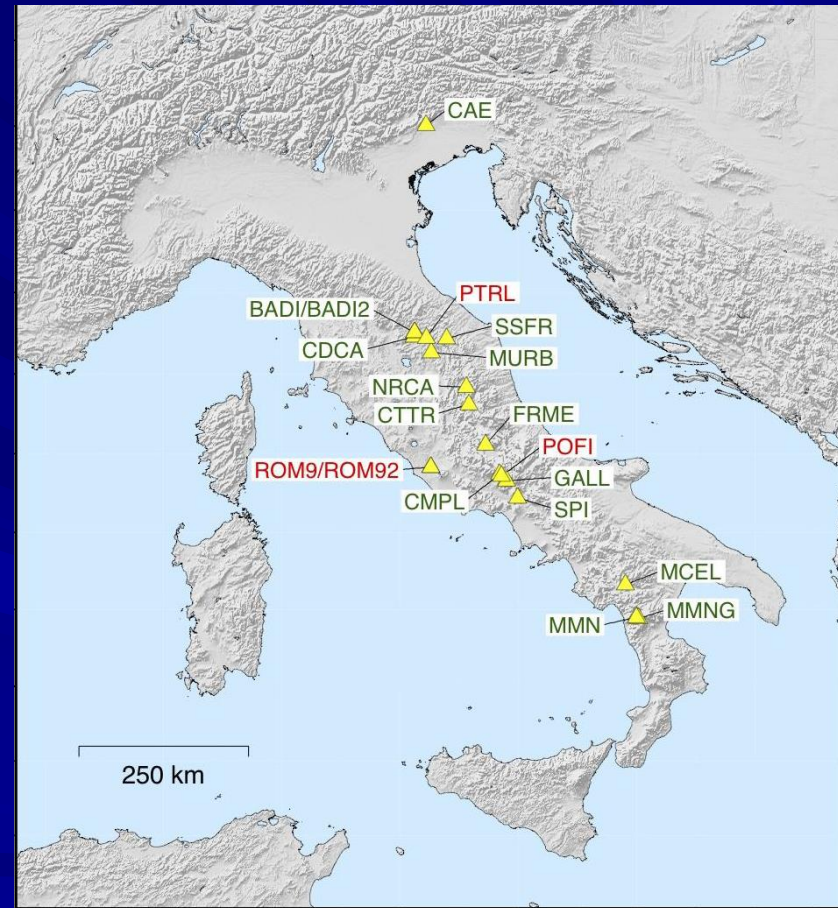 CAE
BADI/BADI2
PTRL
SSFR
CDCA
MURB
NRCA
CTTR
FRME
ROM9/ROM92
POFI
GALL
CMPL
SPI
MCEL
MMN
MMNG
250 km